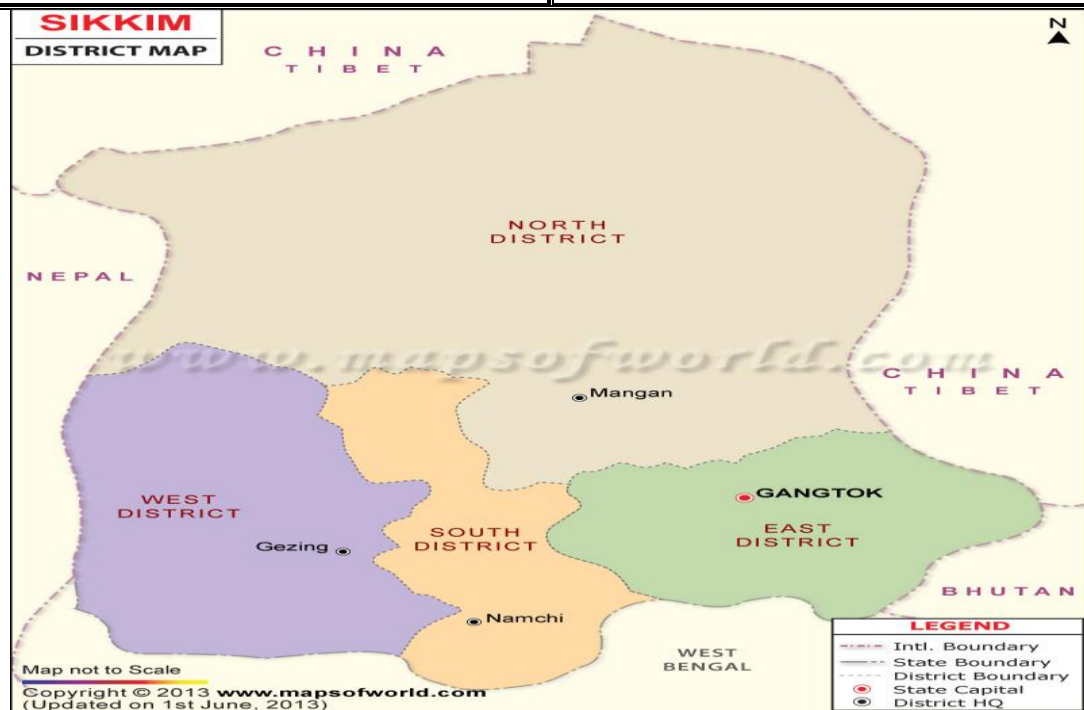 SIKKIM
DISTRICT MAP
N
CHINA
TIBET
NORTH
DISTRICT
NEPAL
www.mapsofworld.com
CHINA
TIBET
Mangan
WEST
DISTRICT
GANGTOK
SOUTH
DISTRICT
EAST
DISTRICT
Gezing
BHUTAN
Namchi
WEST
BENGAL
LEGEND
Intl. Boundary
State Boundary
District Boundary
State Capital
District HQ
Map not to Scale
Copyright © 2013 www.mapsofworld.com
(Updated on 1st June, 2013)